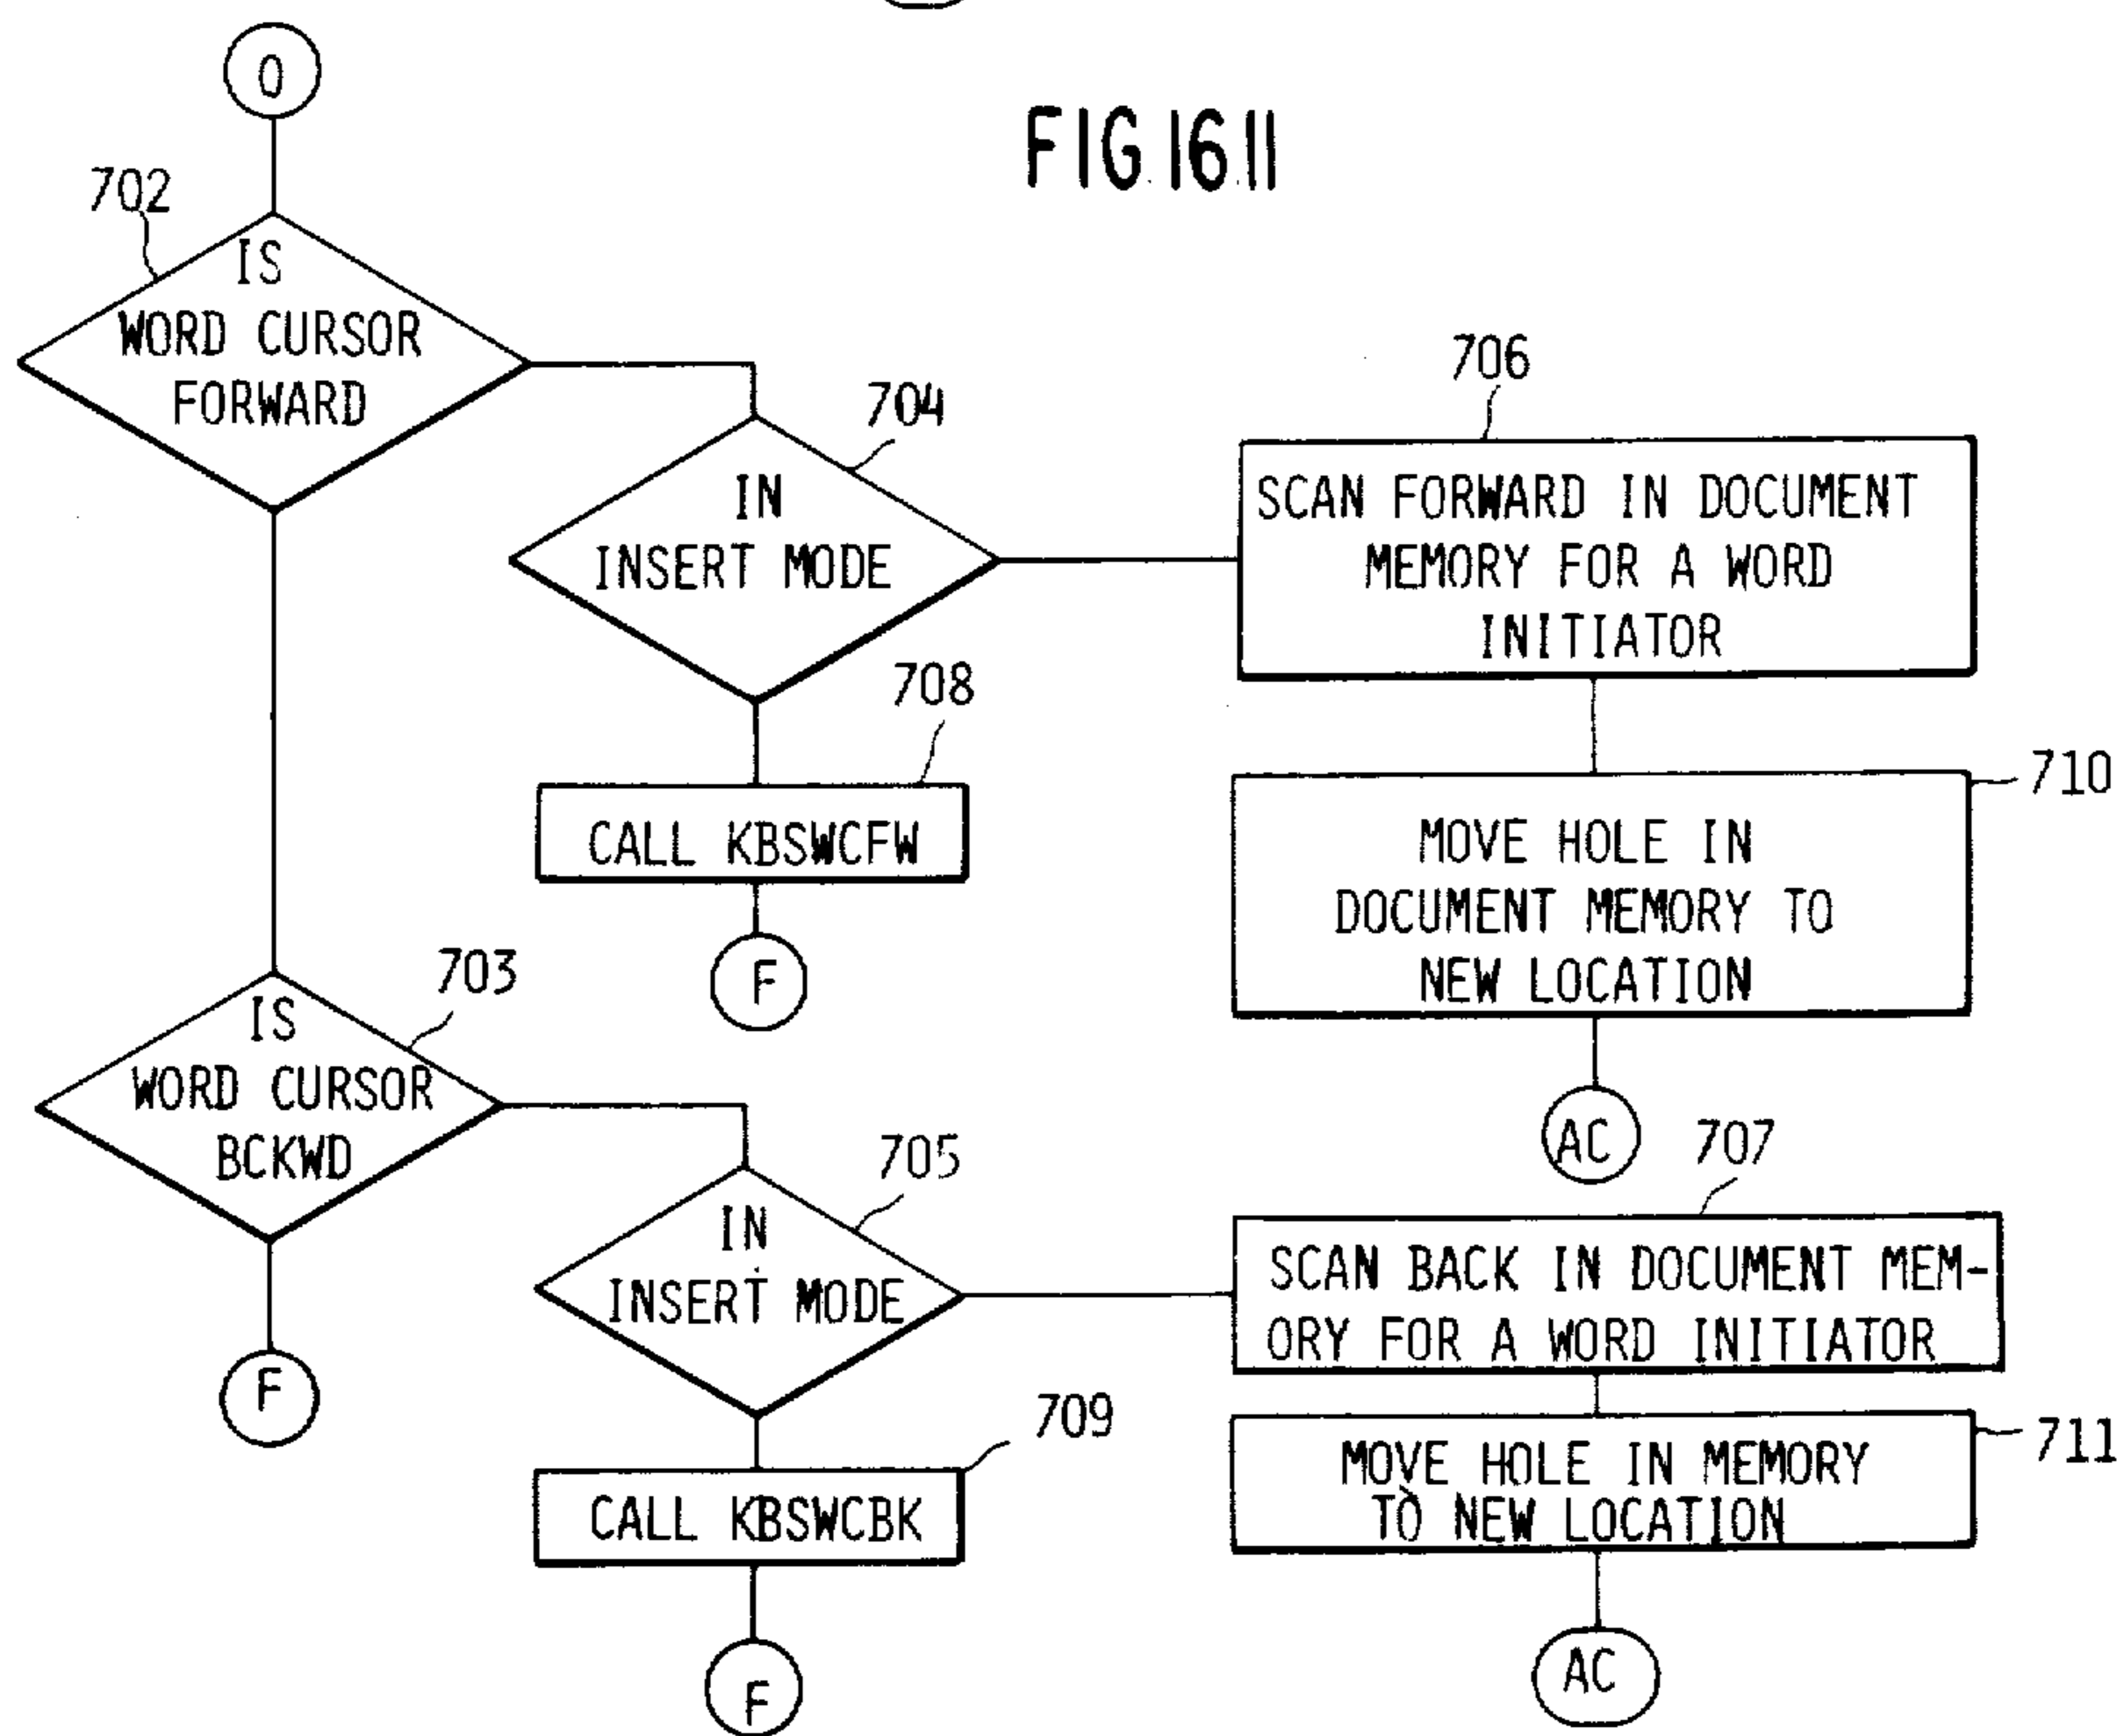 O
FIG.16.11
702
IS
WORD CURSOR
FORWARD
704
IN
INSERT MODE
706
SCAN FORWARD IN DOCUMENT
MEMORY FOR A WORD
INITIATOR
708
CALL KBSWCFW
F
710
MOVE HOLE IN
DOCUMENT MEMORY TO
NEW LOCATION
AC
703
IS
WORD CURSOR
BCKWD
F
705
IN
INSERT MODE
707
SCAN BACK IN DOCUMENT MEM-
ORY FOR A WORD INITIATOR
709
CALL KBSWCBK
F
711
MOVE HOLE IN MEMORY
TO NEW LOCATION
AC